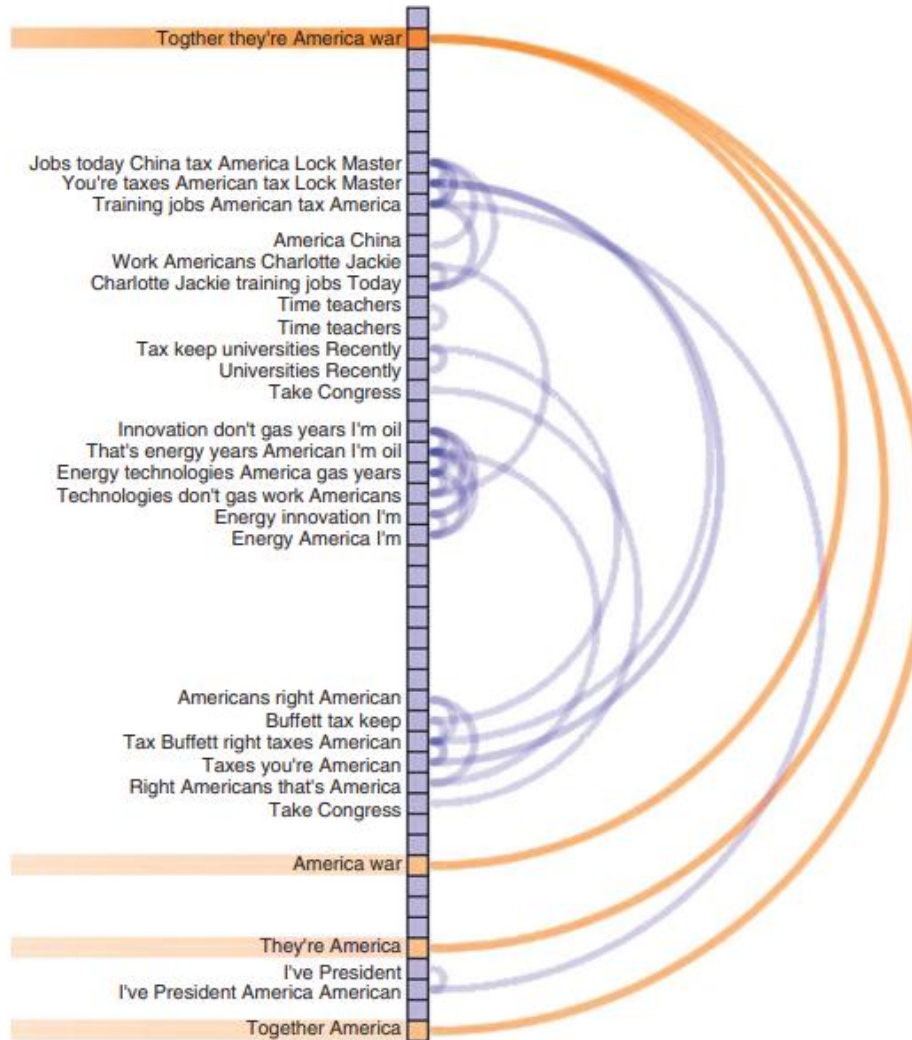 Togther they're America war
Jobs today China tax America Lock Master
You're taxes American tax Lock Master
Training jobs American tax America
America China
Work Americans Charlotte Jackie
Charlotte Jackie training jobs Today
Time teachers
Time teachers
Tax keep universities Recently
Universities Recently
Take Congress
Innovation don't gas years I'm oil
That's energy years American I'm oil
Energy technologies America gas years
Technologies don't gas work Americans
Energy innovation I'm
Energy America I'm
Americans right American
Buffett tax keep
Tax Buffett right taxes American
Taxes you're American
Right Americans that's America
Take Congress
America war
They're America
I've President
I've President America American
Together America